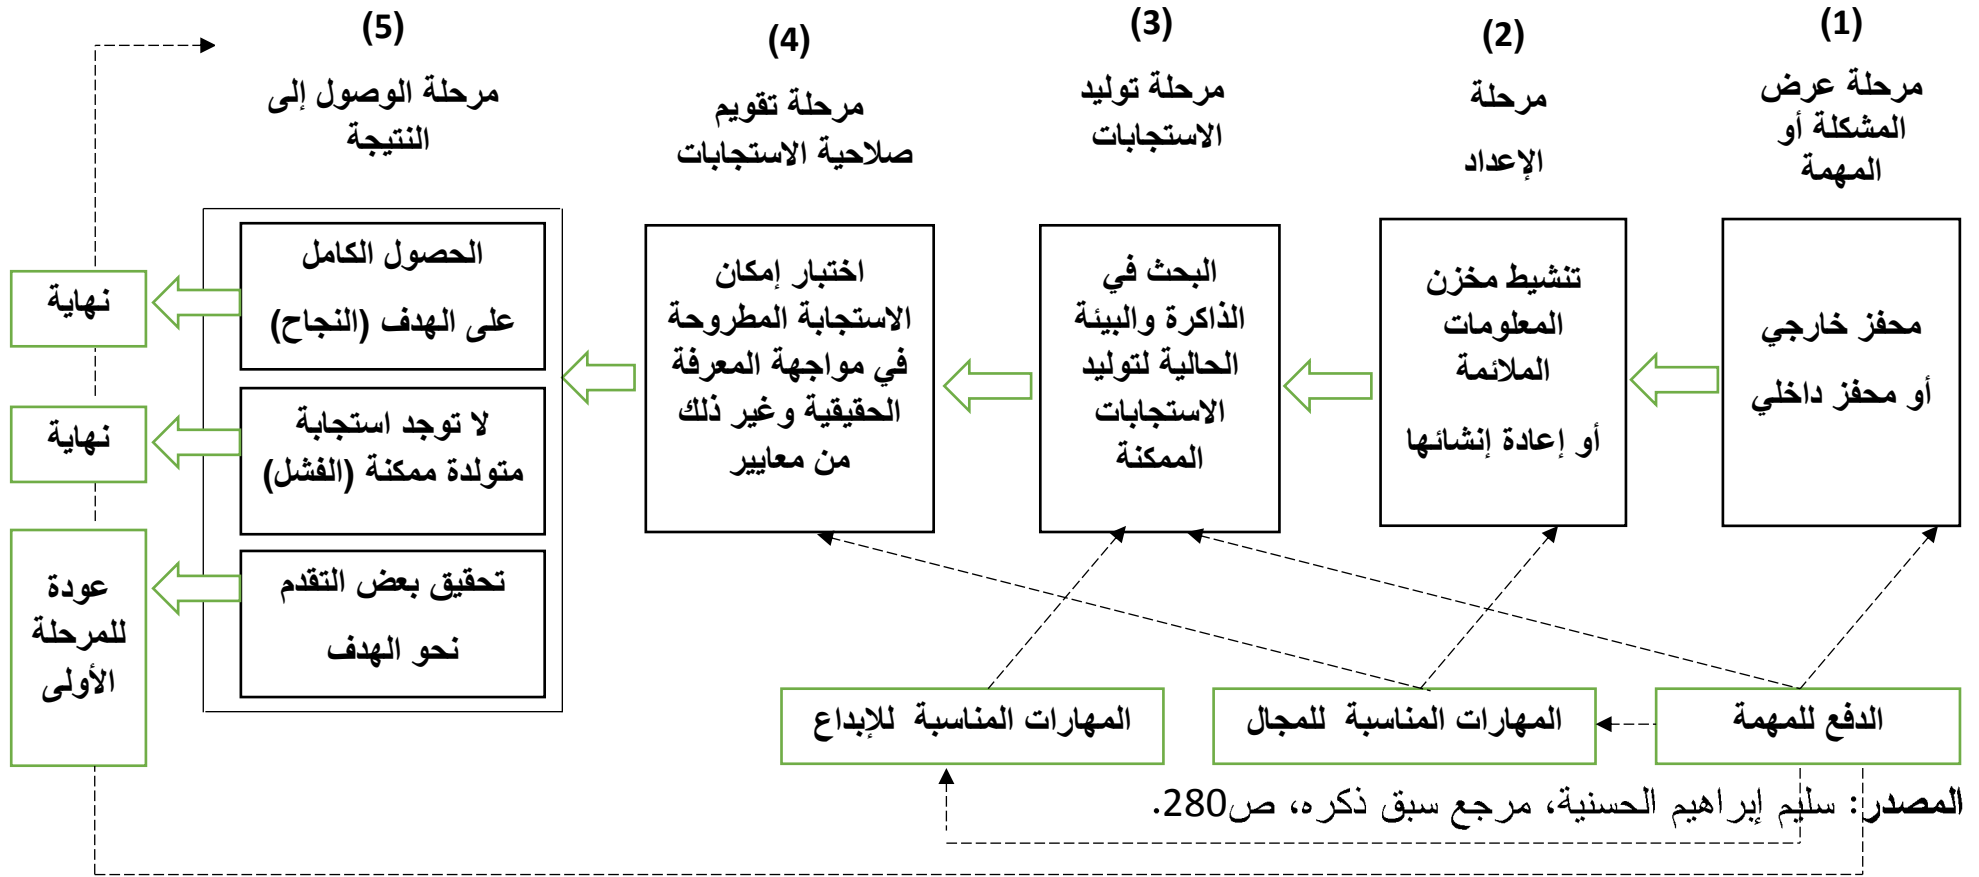 (1)
مرحلة عرض
المشكلة أو
المهمة
(2)
مرحلة
الإعداد
(3)
مرحلة توليد
الاستجابات
(4)
مرحلة تقويم
صلاحية الاستجابات
(5)
مرحلة الوصول إلى
النتيجة
محفز خارجي
أو محفز داخلي
تنشيط مخزن
المعلومات
الملائمة
أو إعادة إنشائها
البحث في
الذاكرة والبيئة
الحالية لتوليد
الاستجابات
الممكنة
اختبار إمكان
الاستجابة المطروحة
في مواجهة المعرفة
الحقيقية وغير ذلك
من معايير
الحصول الكامل
على الهدف (النجاح)
لا توجد استجابة
متولدة ممكنة (الفشل)
تحقيق بعض التقدم
نحو الهدف
نهاية
نهاية
عودة
للمرحلة
الأولى
الدفع للمهمة
المهارات المناسبة للمجال
المهارات المناسبة للإبداع
المصدر: سليم إبراهيم الحسنية، مرجع سبق ذكره، ص280.